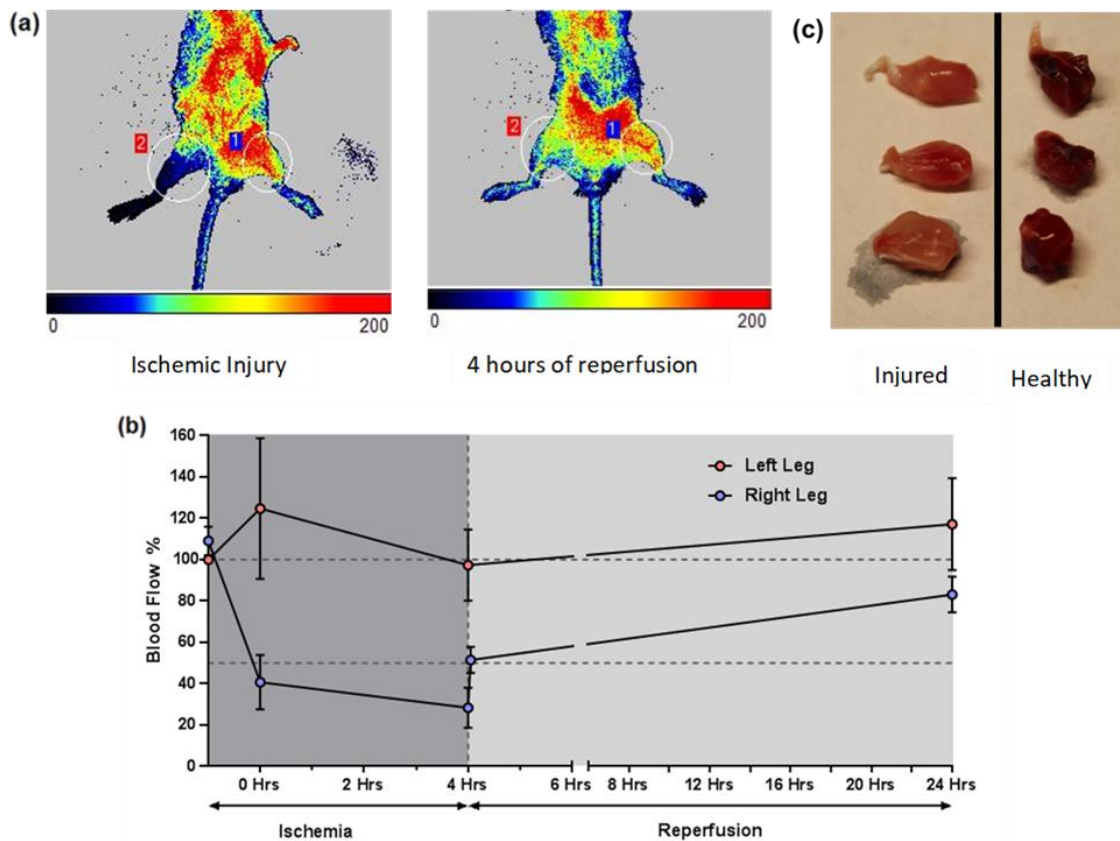 (a)
2
1
2
1
0 200
0 200
Ischemic Injury
4 hours of reperfusion
(c)
Injured
Healthy
(b)
Blood Flow %
160
140
120
100
80
60
40
20
0
Left Leg
Right Leg
0 Hrs 2 Hrs 4 Hrs 6 Hrs 8 Hrs 12 Hrs 16 Hrs 20 Hrs 24 Hrs
Ischemia
Reperfusion